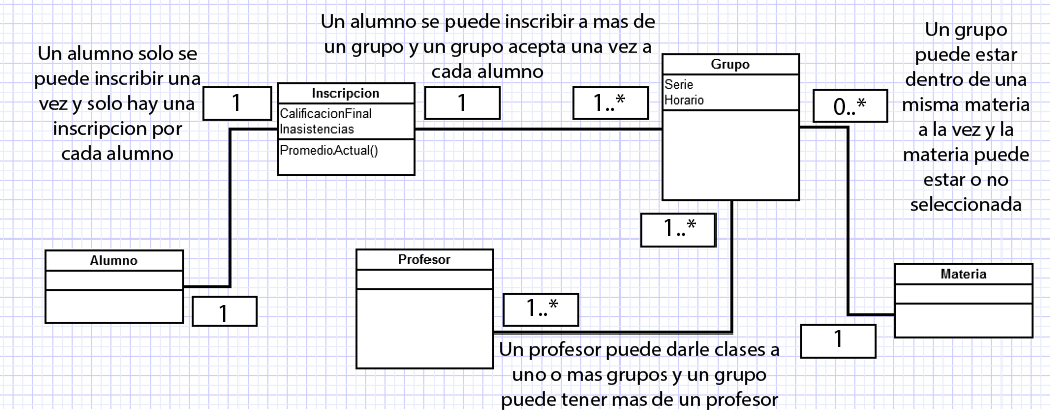 Un alumno solo se
puede inscribir una
vez y solo hay una
inscripcion por
cada alumno
Un alumno se puede inscribir a mas de
un grupo y un grupo acepta una vez a
cada alumno
Un grupo
puede estar
dentro de una
misma materia
a la vez y la
materia puede
estar o no
seleccionada
1
Inscripcion
CalificacionFinal
Inasistencias
PromedioActual()
1
1..*
Grupo
Serie
Horario
0..*
1..*
Alumno
1
Profesor
1..*
Materia
1
Un profesor puede darle clases a
uno o mas grupos y un grupo
puede tener mas de un profesor